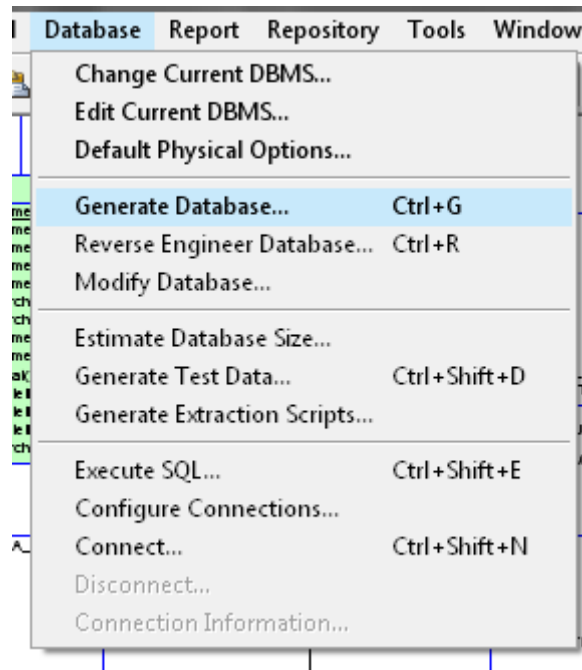 Database Report Repository Tools Window
Change Current DBMS...
Edit Current DBMS...
Default Physical Options...
Generate Database... Ctrl+G
Reverse Engineer Database... Ctrl+R
Modify Database...
Estimate Database Size...
Generate Test Data... Ctrl+Shift+D
Generate Extraction Scripts...
Execute SQL... Ctrl+Shift+E
Configure Connections...
Connect... Ctrl+Shift+N
Disconnect...
Connection Information...